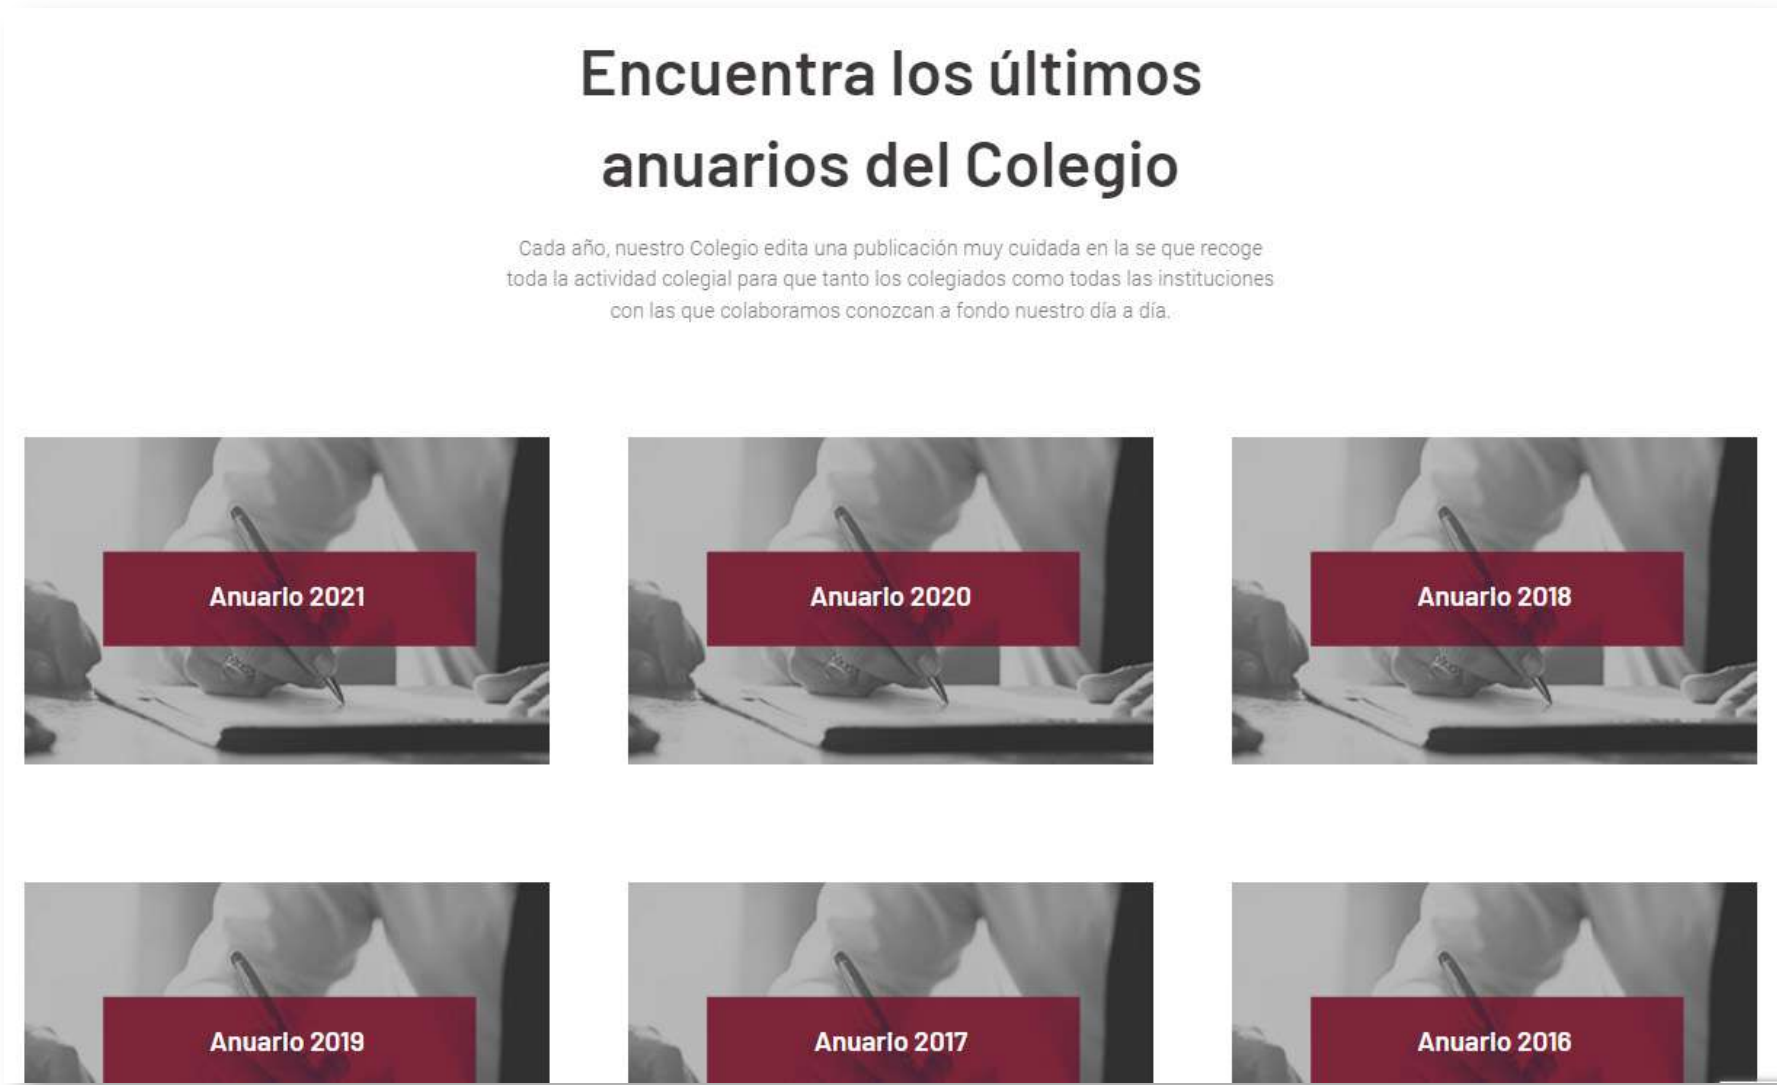 Encuentra los últimos
anuarios del Colegio
Cada año, nuestro Colegio edita una publicación muy cuidada en la se que recoge
toda la actividad colegial para que tanto los colegiados como todas las instituciones
con las que colaboramos conozcan a fondo nuestro día a día.
Anuario 2021
Anuario 2020
Anuario 2018
Anuario 2019
Anuario 2017
Anuario 2016